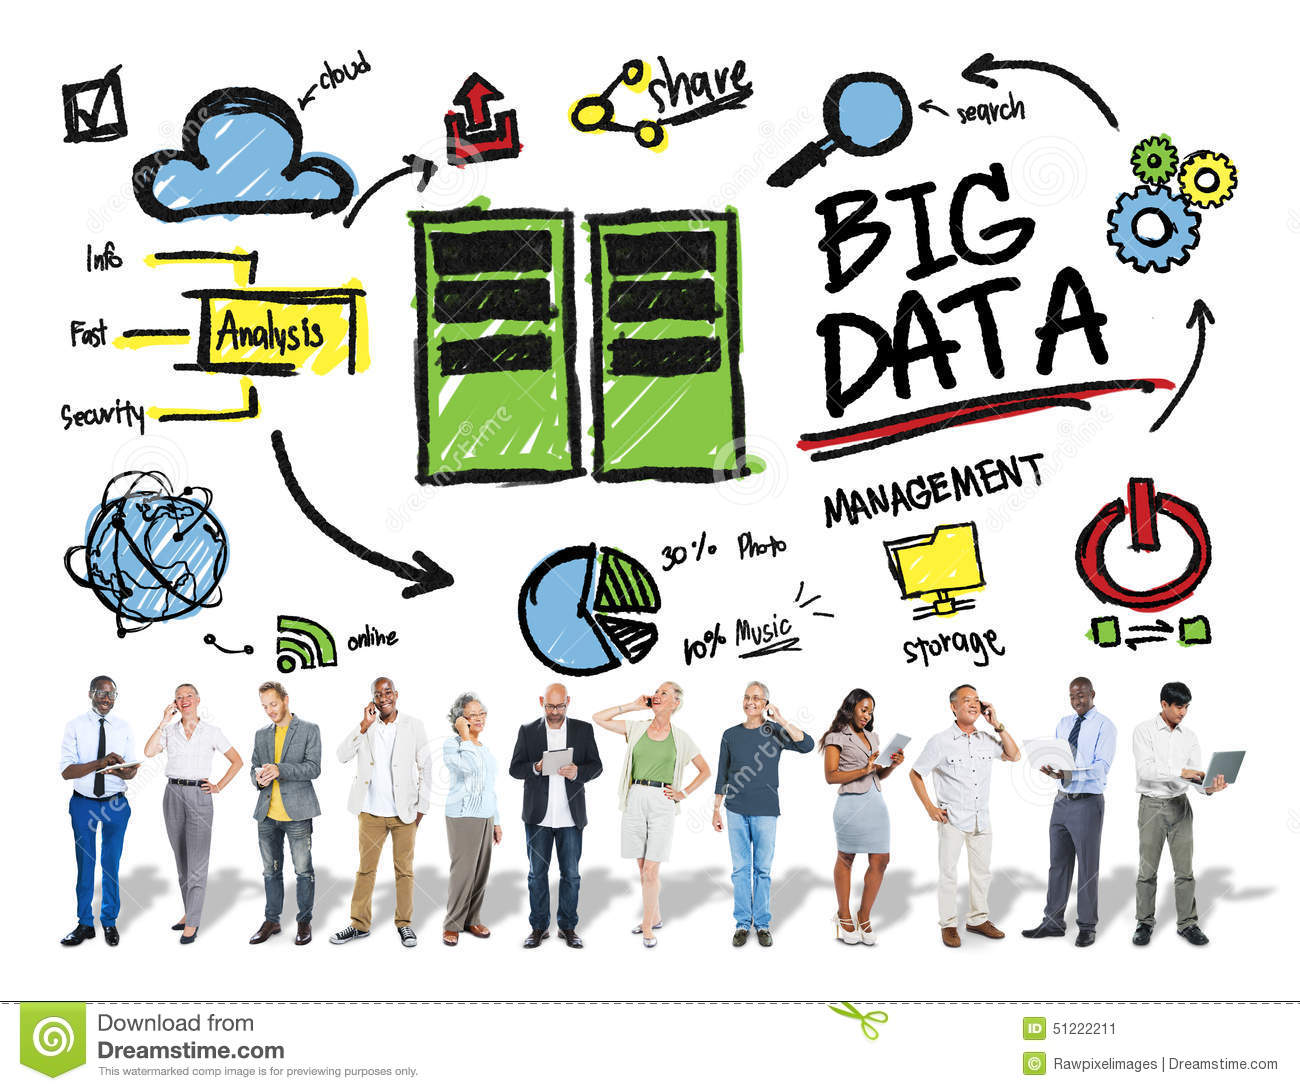 cloud
share
search
BIG
DATA
Info
Fast
Analysis
Security
MANAGEMENT
30% Photo
10% Music
online
storage
dreamstime
Download from
Dreamstime.com
This watermarked comp image is for previewing purposes only.
ID 51222211
© Rawpixelimages | Dreamstime.com